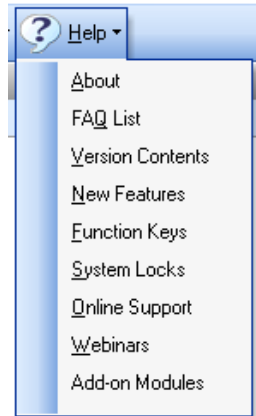 Help
About
FAQ List
Version Contents
New Features
Function Keys
System Locks
Online Support
Webinars
Add-on Modules